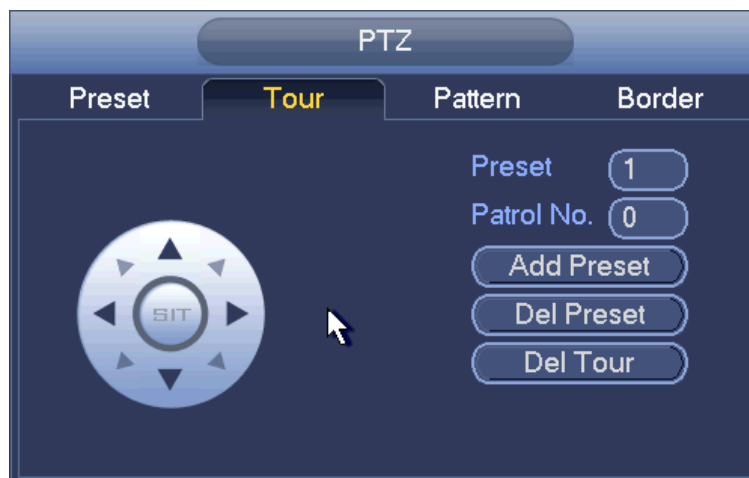 PTZ
Preset Tour Pattern Border
Preset 1
Patrol No. 0
Add Preset
SIT
Del Preset
Del Tour